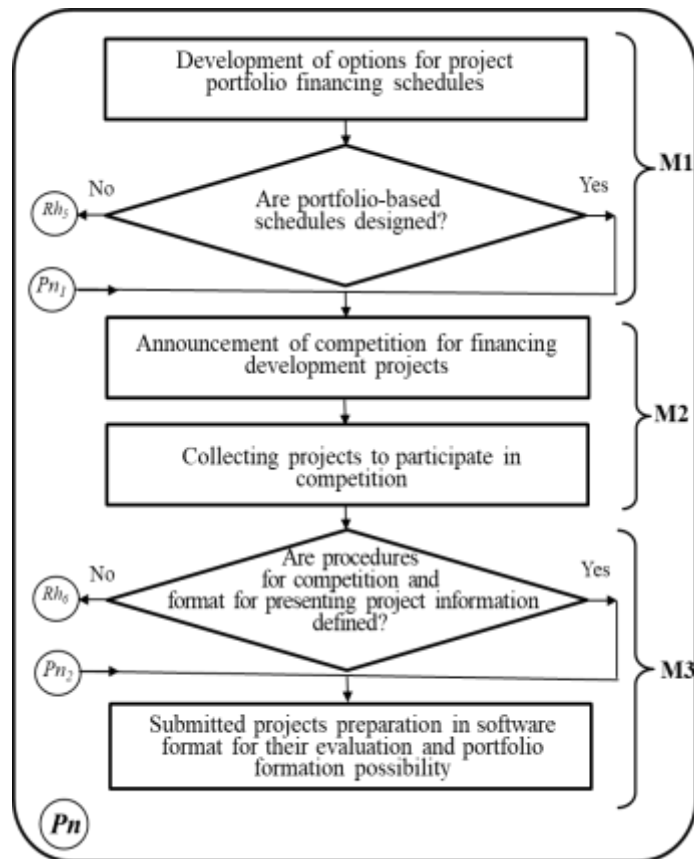 Development of options for project
portfolio financing schedules
M1
No
Yes
Rh5
Are portfolio-based
schedules designed?
Pn1
Announcement of competition for financing
development projects
M2
Collecting projects to participate in
competition
Are procedures
for competition and
format for presenting project information
defined?
No
Yes
Rh6
Pn2
M3
Submitted projects preparation in software
format for their evaluation and portfolio
formation possibility
Pn